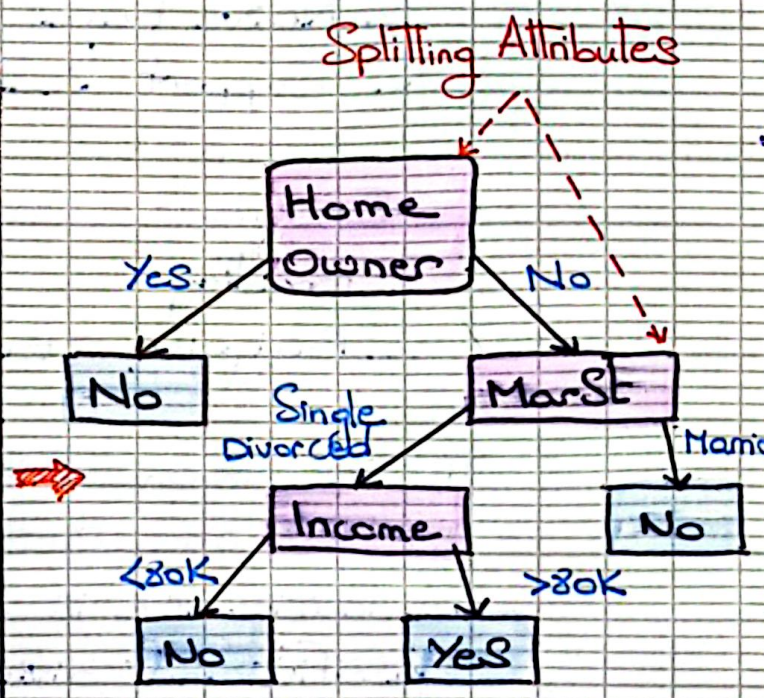 Splitting Attributes
Home
Owner
Yes
No
No
MarSt
Single
Divorced
Income
No
<80K
>80K
No
Yes